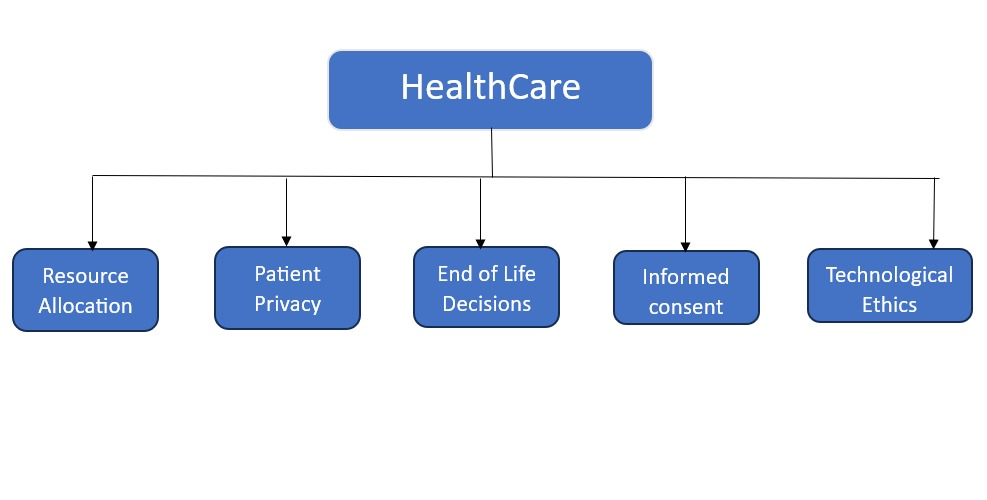 HealthCare
Resource
Allocation
Patient
Privacy
End of Life
Decisions
Informed
consent
Technological
Ethics